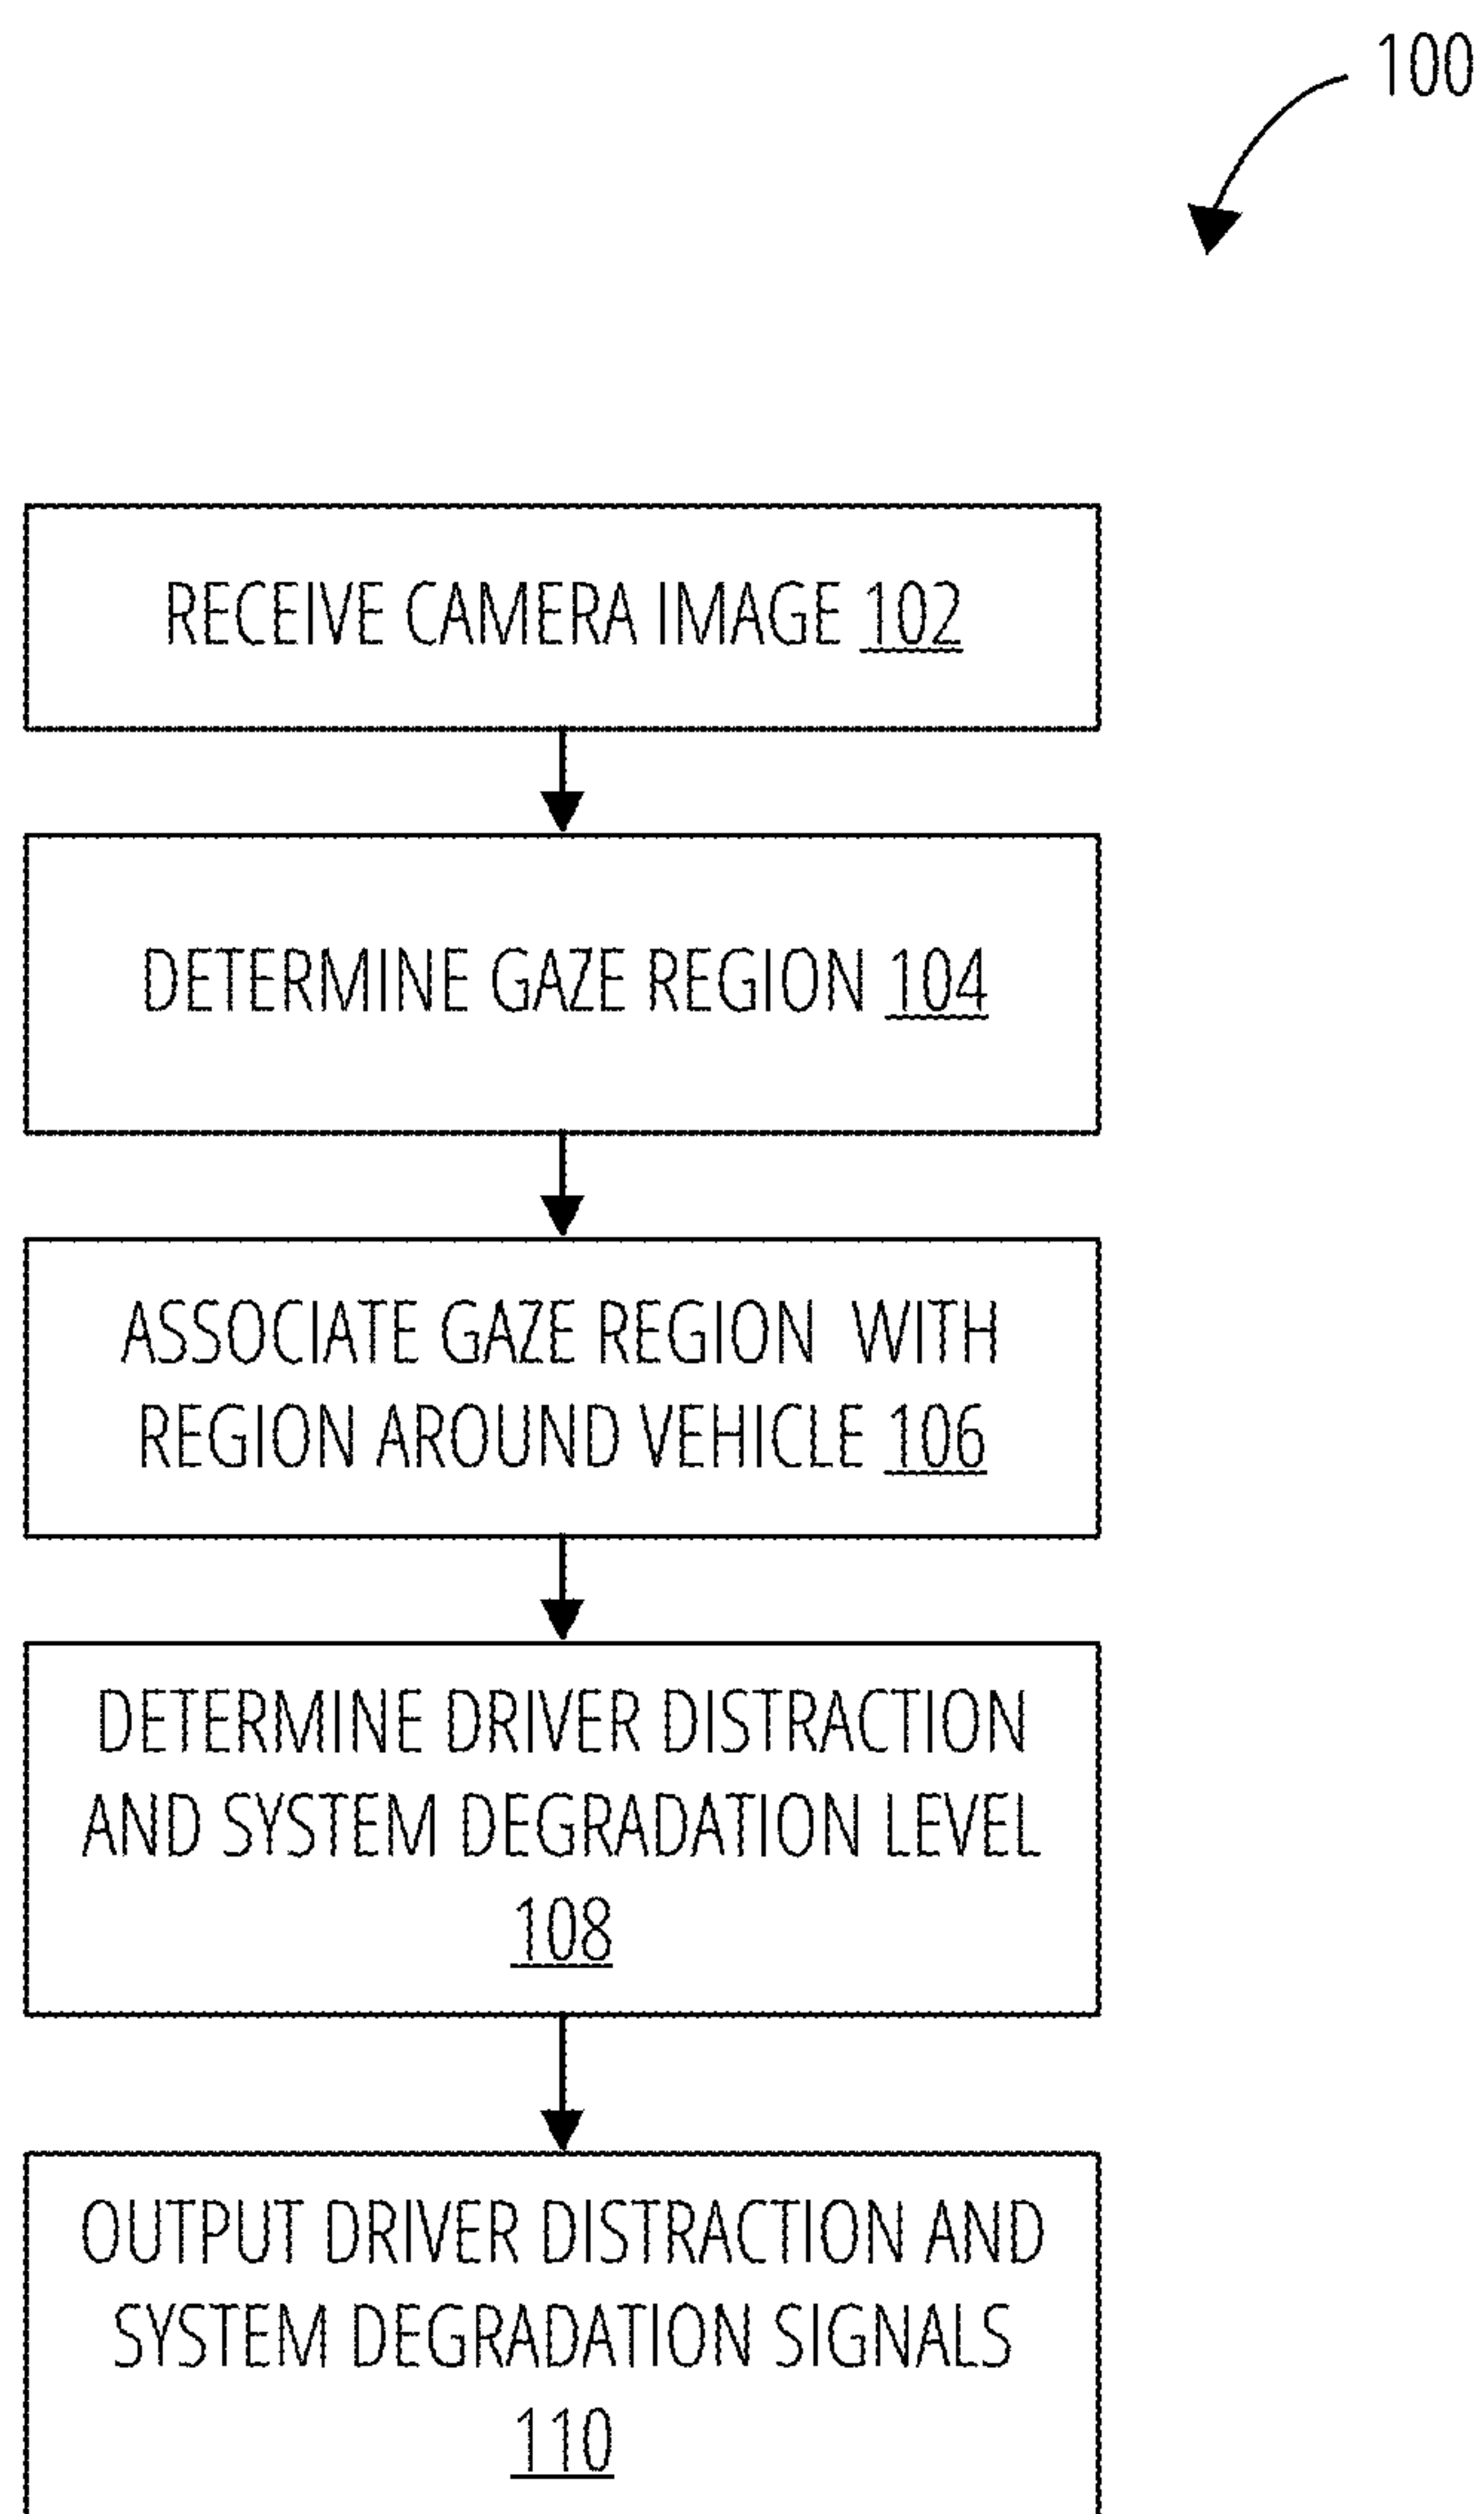 100
RECEIVE CAMERA IMAGE 102
DETERMINE GAZE REGION 104
ASSOCIATE GAZE REGION WITH
REGION AROUND VEHICLE 106
DETERMINE DRIVER DISTRACTION
AND SYSTEM DEGRADATION LEVEL
108
OUTPUT DRIVER DISTRACTION AND
SYSTEM DEGRADATION SIGNALS
110